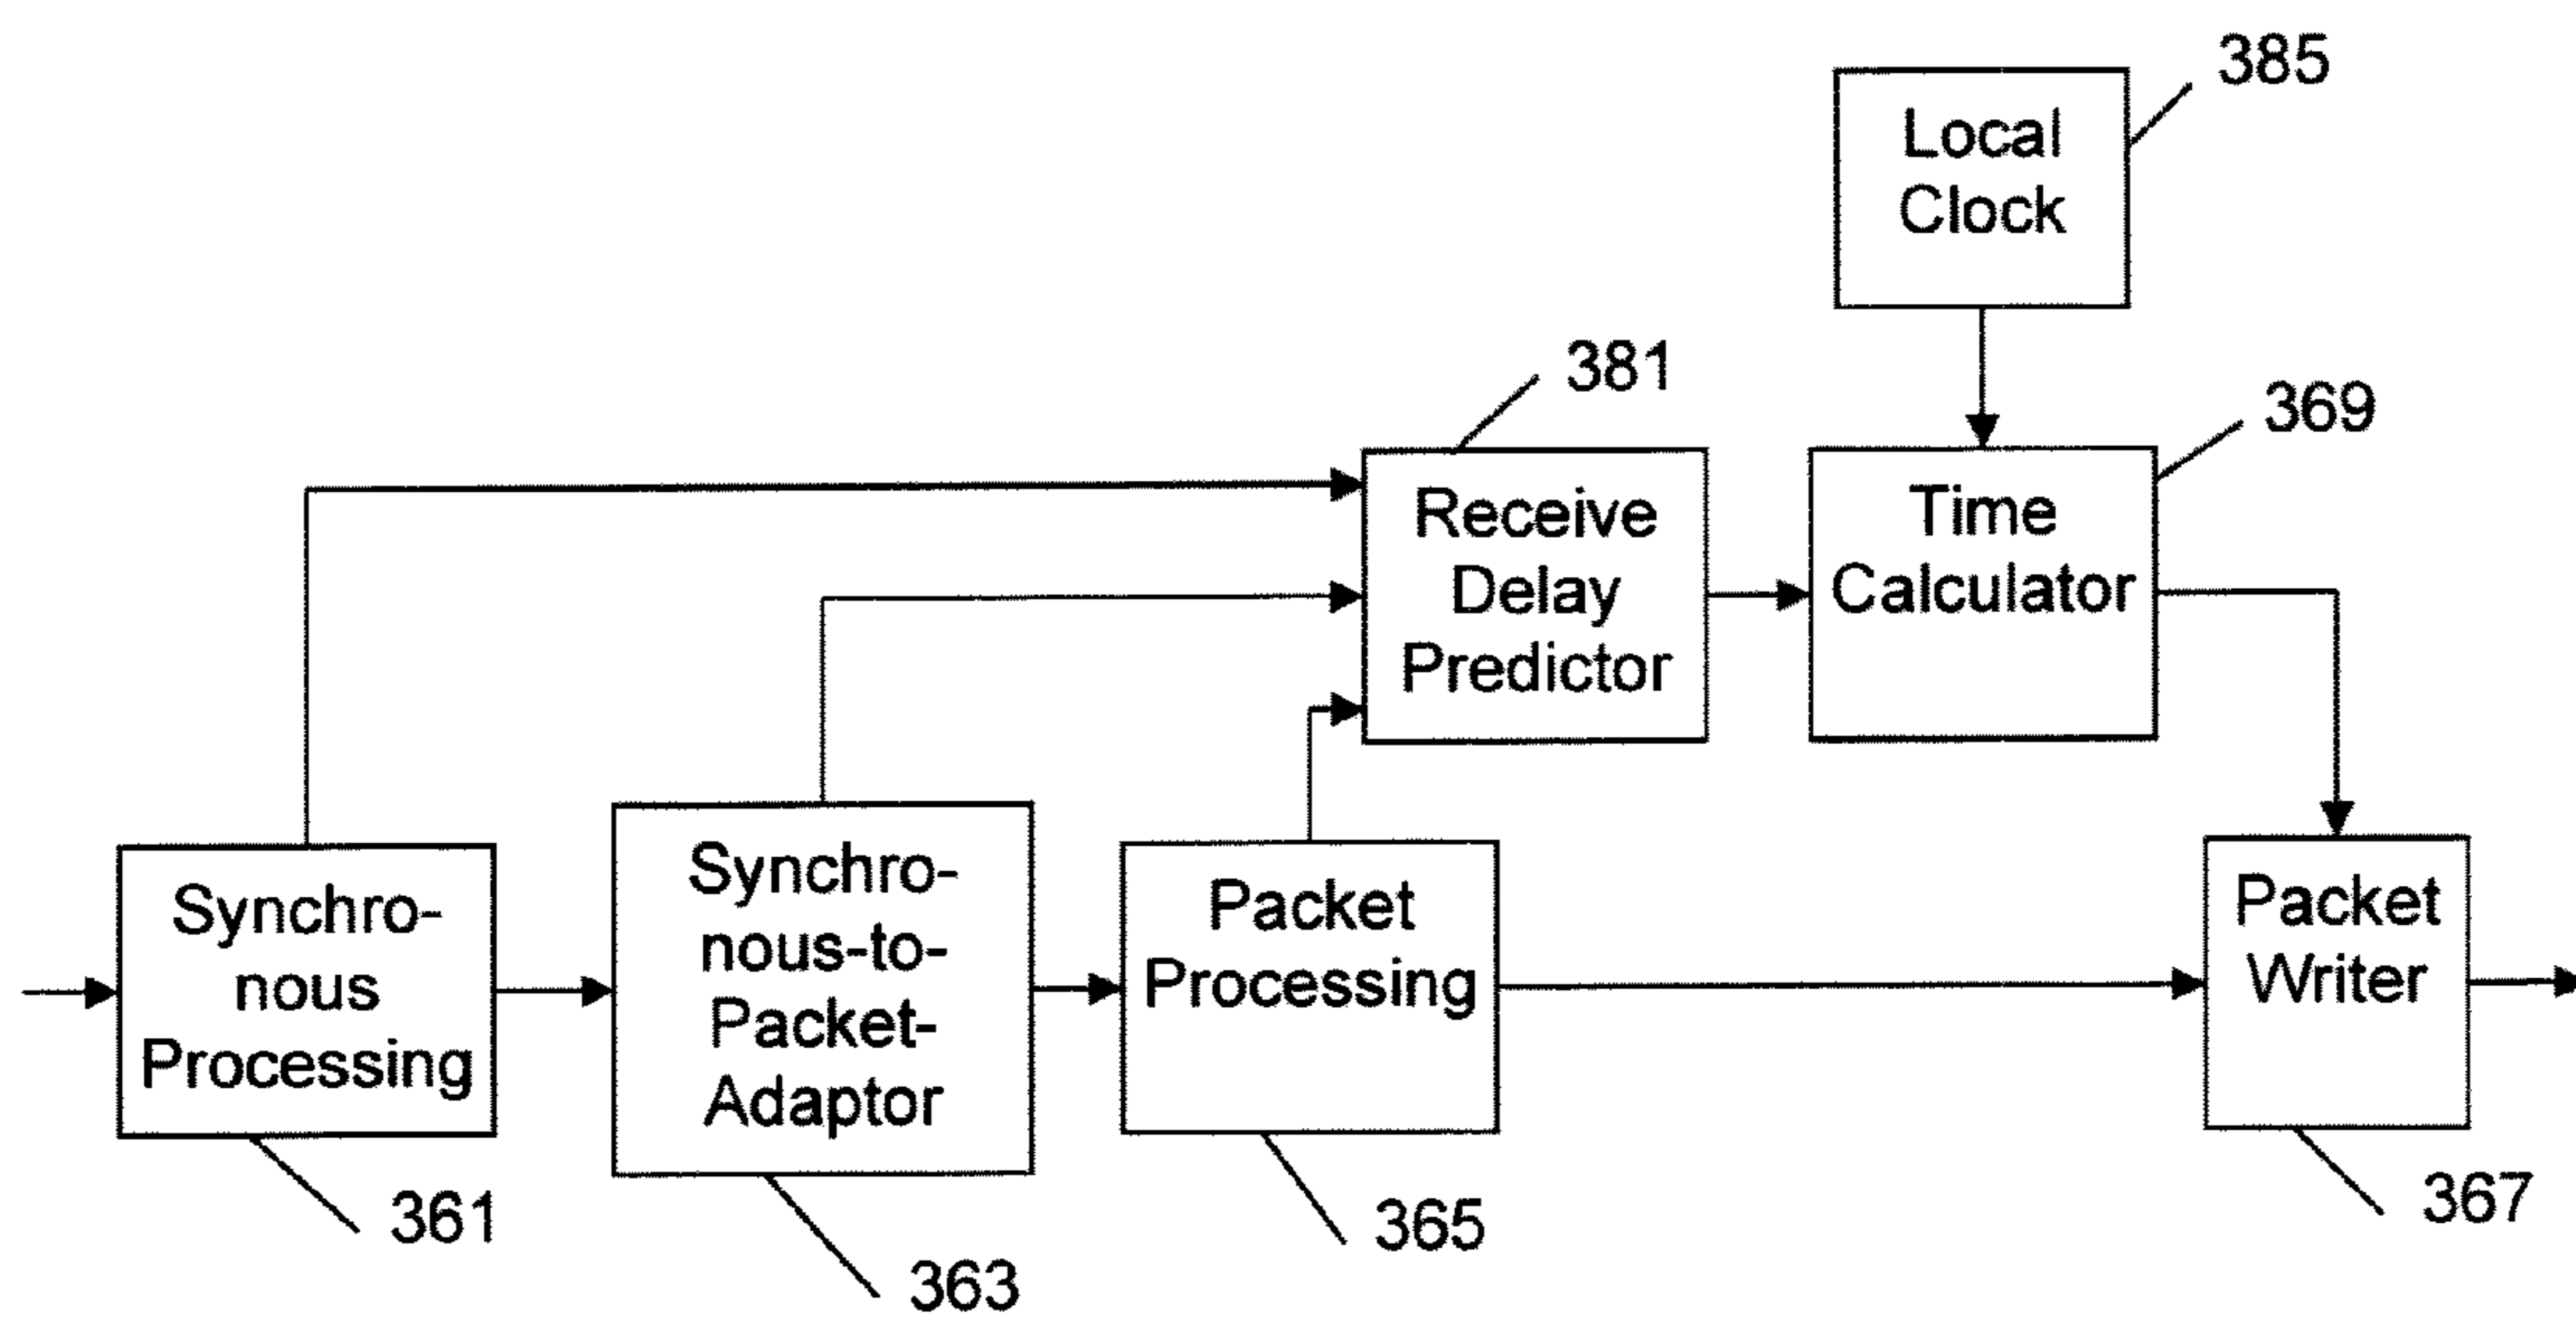 385
Local
Clock
381
369
Receive
Delay
Predictor
Time
Calculator
Synchro-
nous
Processing
Synchro-
nous-to-
Packet-
Adaptor
Packet
Processing
Packet
Writer
361
363
365
367